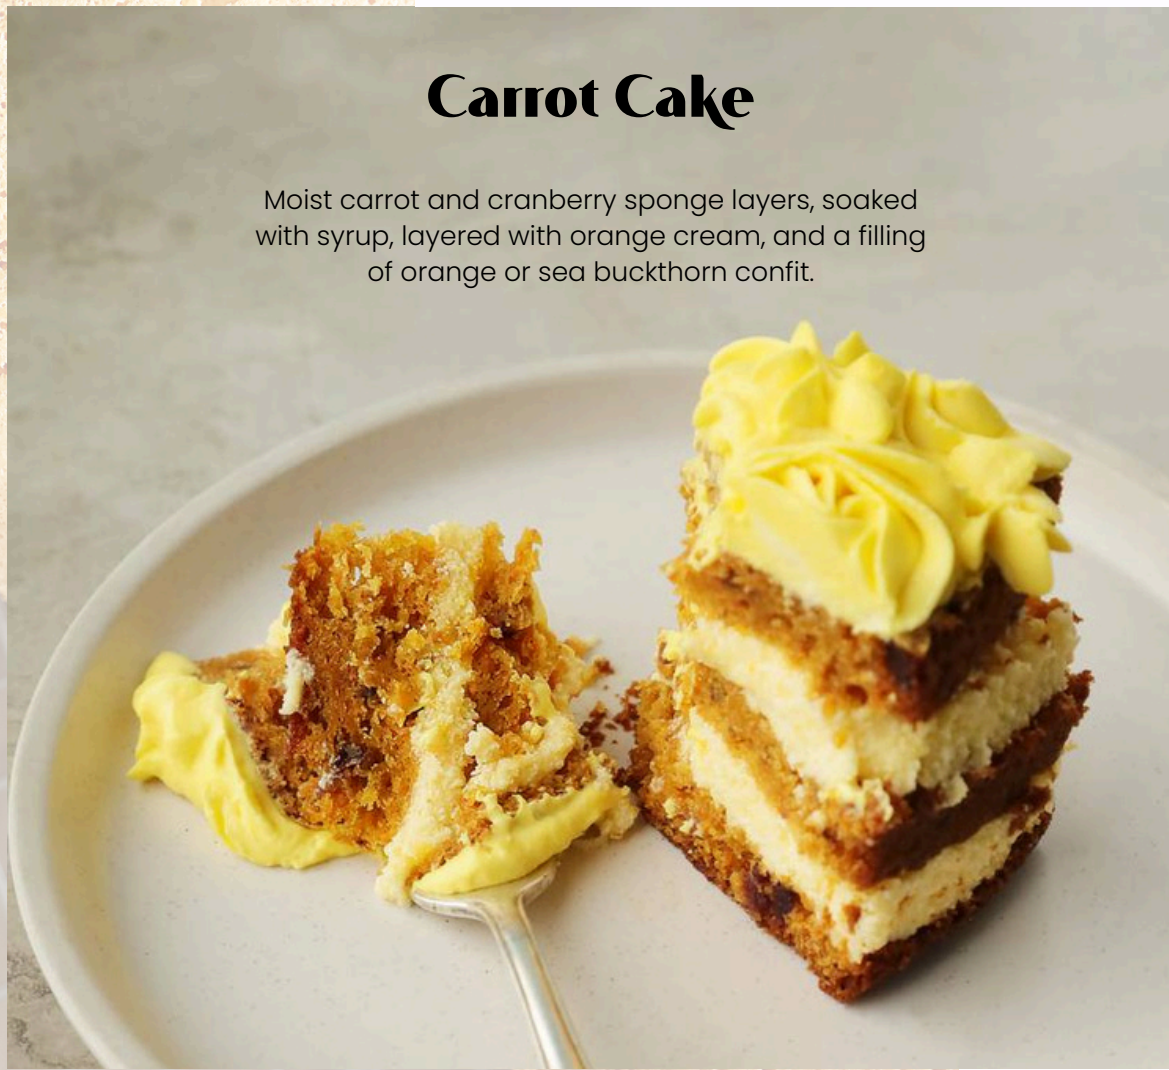 Carrot Cake
Moist carrot and cranberry sponge layers, soaked
with syrup, layered with orange cream, and a filling
of orange or sea buckthorn confit.